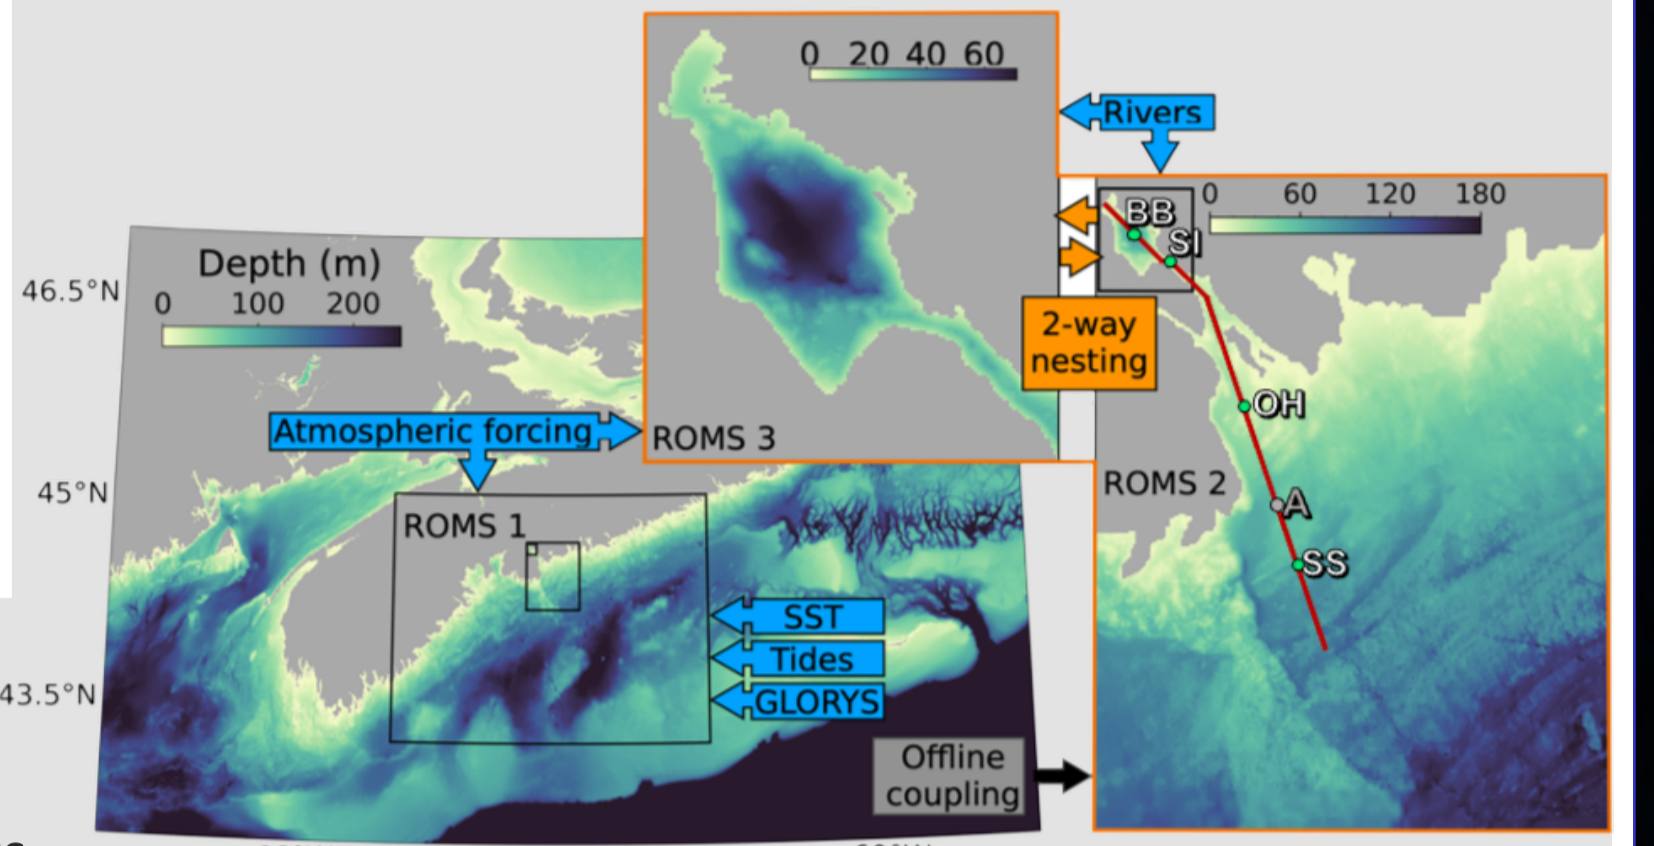 0 20 40 60
Rivers
0 60 120 180
BB
SI
Depth (m)
0 100 200
46.5°N
2-way
nesting
OH
Atmospheric forcing
ROMS 3
ROMS 2
45°N
A
ROMS 1
SS
SST
Tides
43.5°N
GLORYS
Offline
coupling